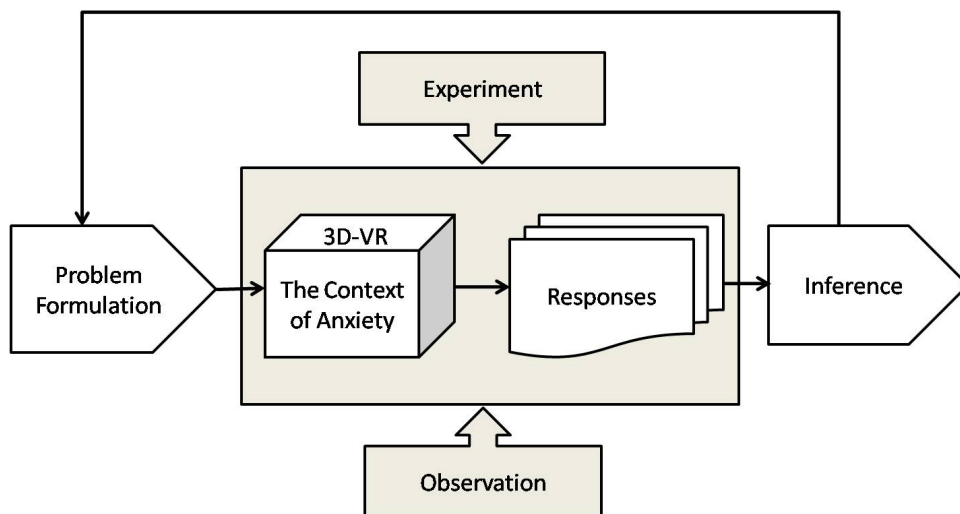 Experiment
Problem
Formulation
3D-VR
The Context
of Anxiety
Responses
Inference
Observation